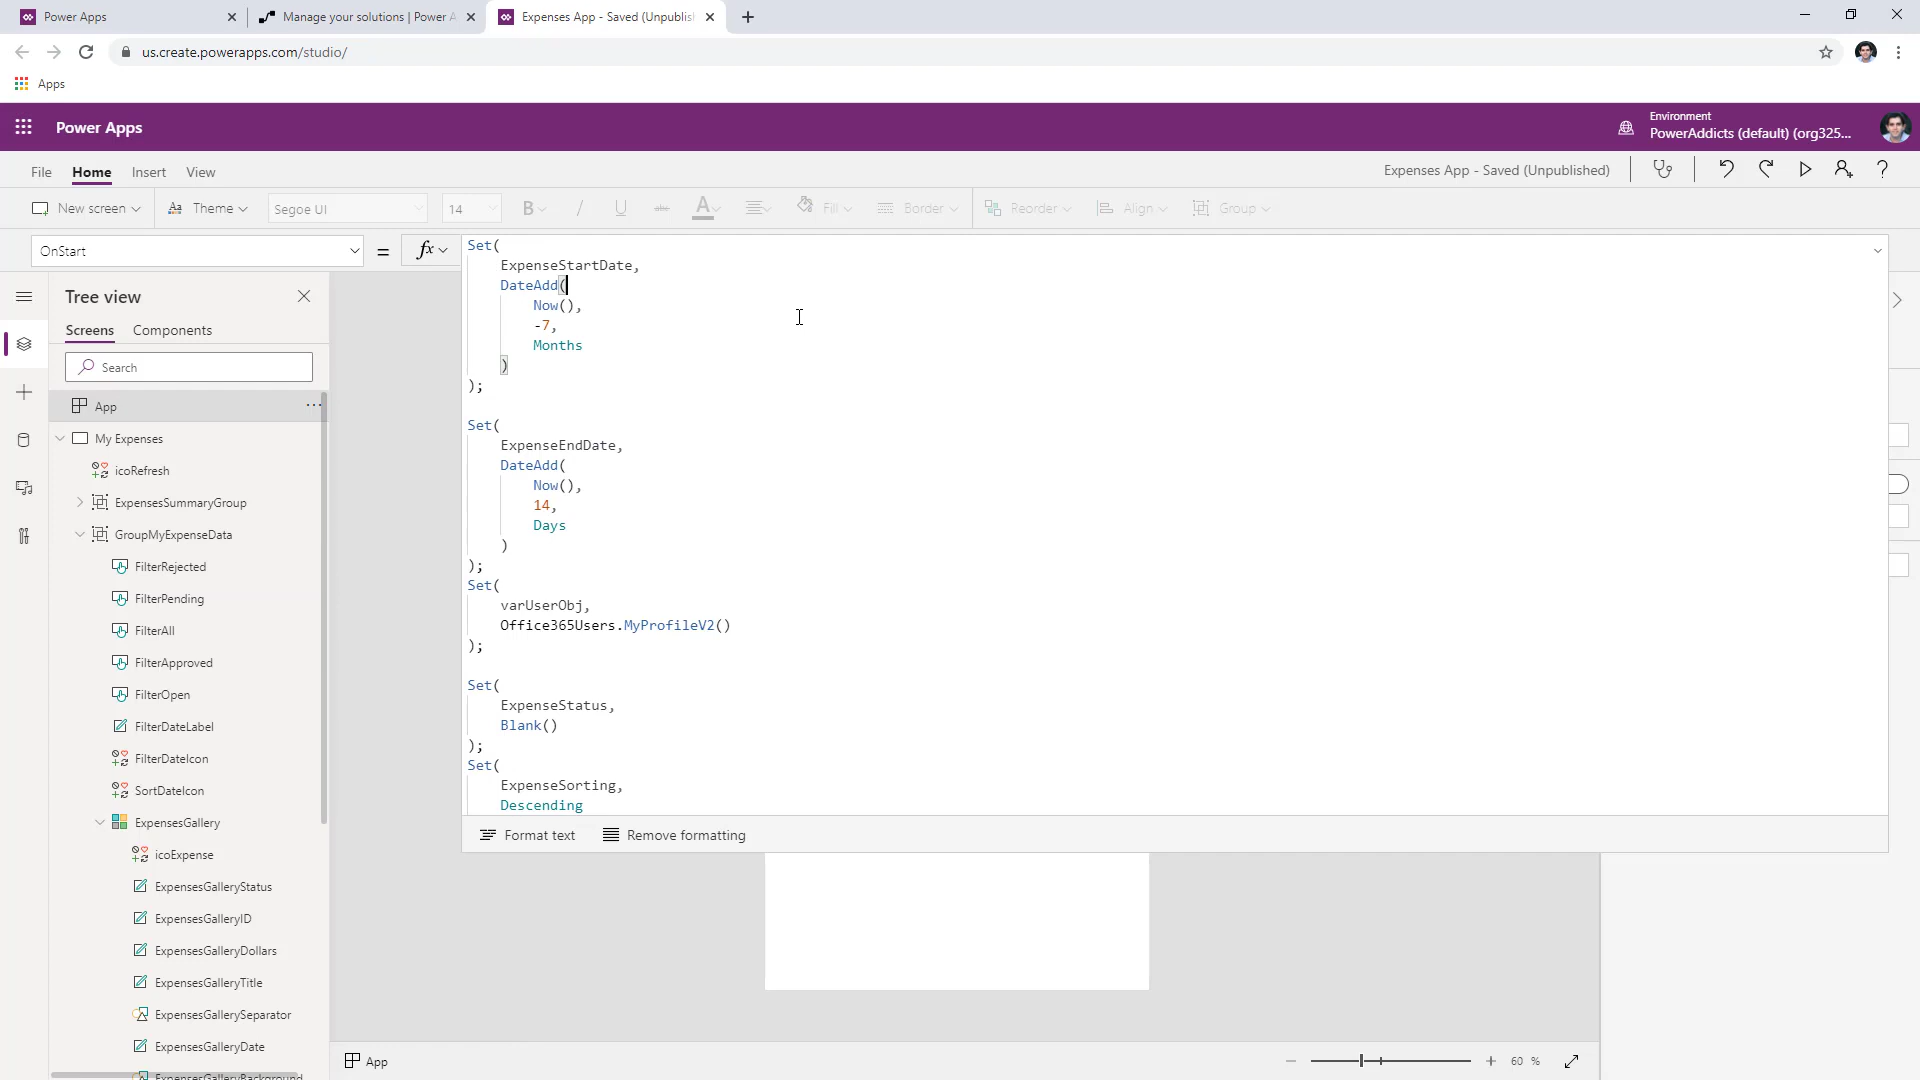 Power Apps
Manage your solutions | Power A
Expenses App - Saved (Unpublis
us.create.powerapps.com/studio/
Apps
Power Apps
Environment
PowerAddicts (default) (org325...
File
Home
Insert
View
Expenses App - Saved (Unpublished)
New screen
Theme
Segoe UI
14
B
Fill
Border
Reorder
Align
Group
OnStart
=
fx
Tree view
Screens
Components
Search
App
My Expenses
icoRefresh
ExpensesSummaryGroup
GroupMyExpenseData
FilterRejected
FilterPending
FilterAll
FilterApproved
FilterOpen
FilterDateLabel
FilterDateIcon
SortDateIcon
ExpensesGallery
icoExpense
ExpensesGalleryStatus
ExpensesGalleryID
ExpensesGalleryDollars
ExpensesGalleryTitle
ExpensesGallerySeparator
ExpensesGalleryDate
ExpensesGalleryBackground
Set(
ExpenseStartDate,
DateAdd(
Now(),
-7,
Months
)
);
Set(
ExpenseEndDate,
DateAdd(
Now(),
14,
Days
)
);
Set(
varUserObj,
Office365Users.MyProfileV2()
);
Set(
ExpenseStatus,
Blank()
);
Set(
ExpenseSorting,
Descending
Format text
Remove formatting
App
60 %